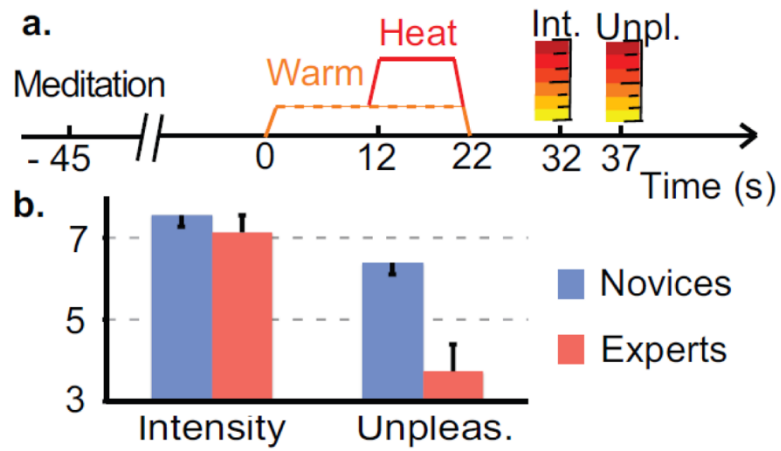 a.
Meditation
Warm
Heat
Int.
Unpl.
- 45
0
12
22
32
37
Time (s)
b.
7
5
3
Intensity
Unpleas.
Novices
Experts